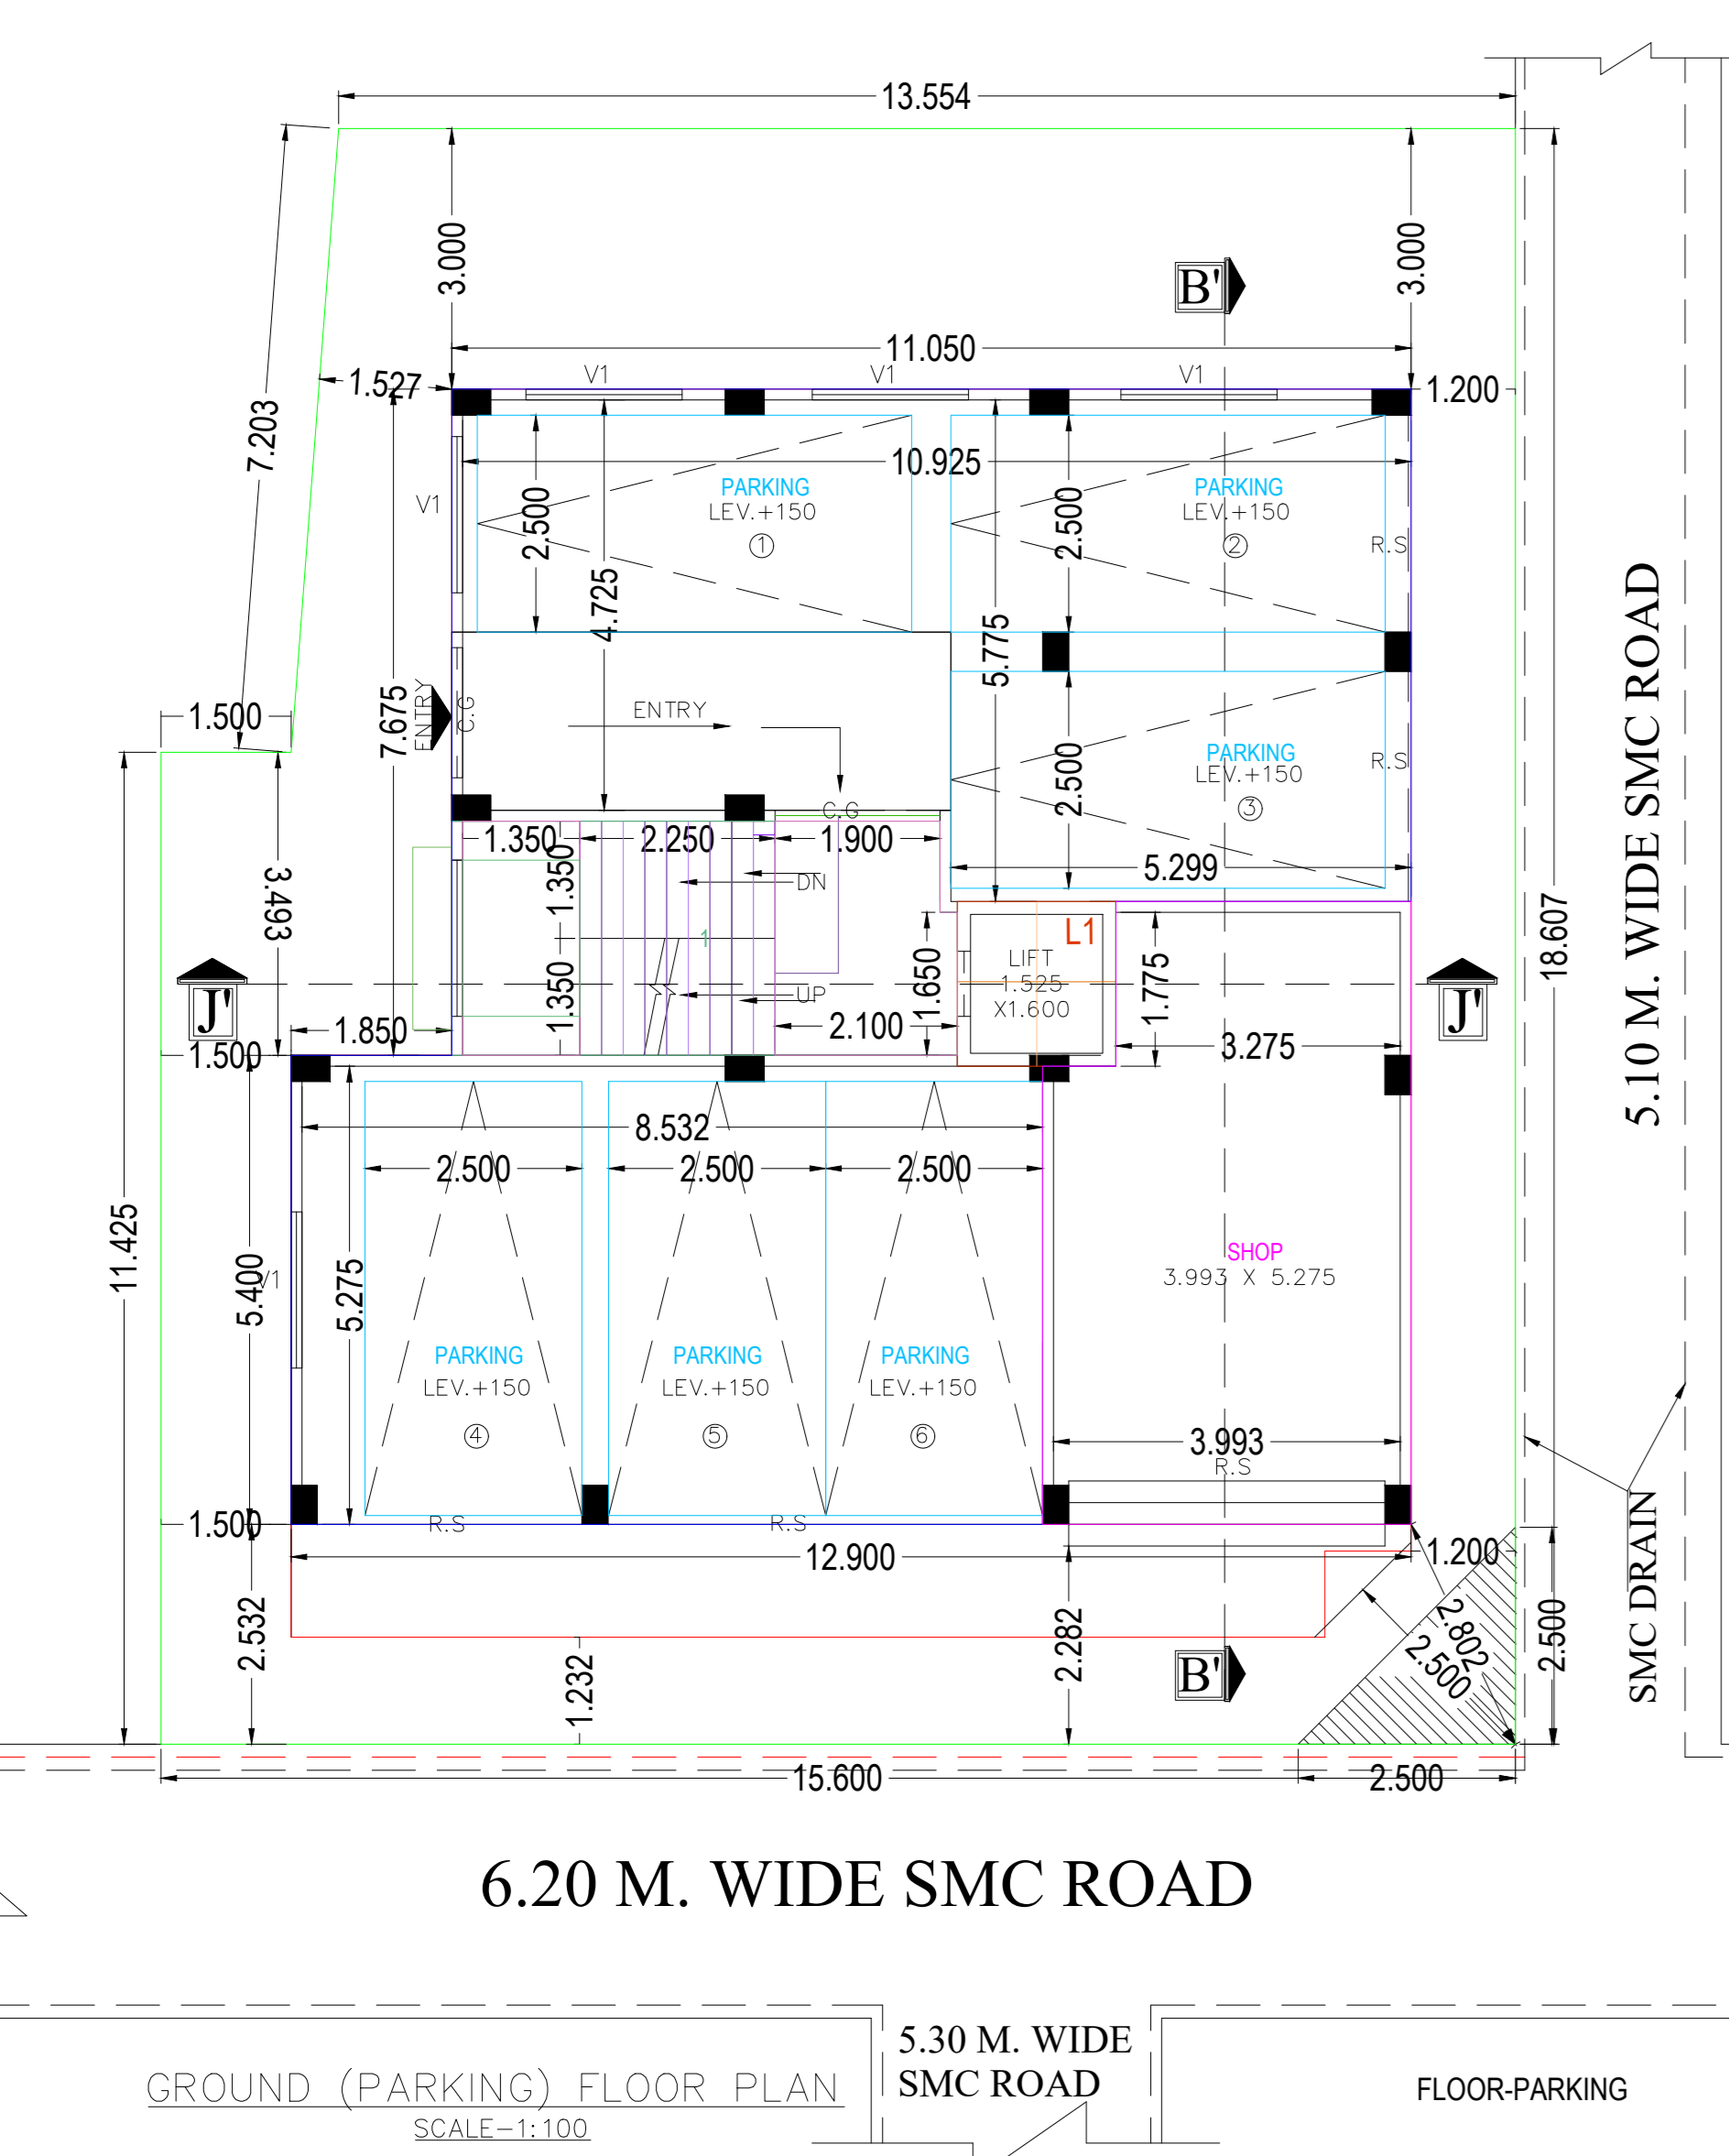 13.554
3.000
3.000
B'
11.050
V1
V1
V1
1.527
1.200
7.203
10.925
V1
2.500
PARKING
LEV.+150
1
2.500
PARKING
LEV.+150
2
R.S
4.725
5.775
5.10 M. WIDE SMC ROAD
1.500
7.675
ENTRY
C.G
ENTRY
2.500
PARKING
LEV.+150
3
R.S
C.G
1.350
2.250
1.900
5.299
1.350
DN
3.493
18.607
1
L1
LIFT
1.525
X1.600
J'
1.350
UP
1.650
1.775
J'
1.850
2.100
1.500
3.275
8.532
2.500
2.500
2.500
11.425
5.400
V1
5.275
SHOP
3.993 X 5.275
PARKING
LEV.+150
4
PARKING
LEV.+150
5
PARKING
LEV.+150
6
3.993
R.S
1.500
R.S
R.S
12.900
1.200
SMC DRAIN
2.532
1.232
2.282
B'
2.802
2.500
2.500
15.600
2.500
6.20 M. WIDE SMC ROAD
5.30 M. WIDE
SMC ROAD
GROUND (PARKING) FLOOR PLAN
SCALE-1:100
FLOOR-PARKING